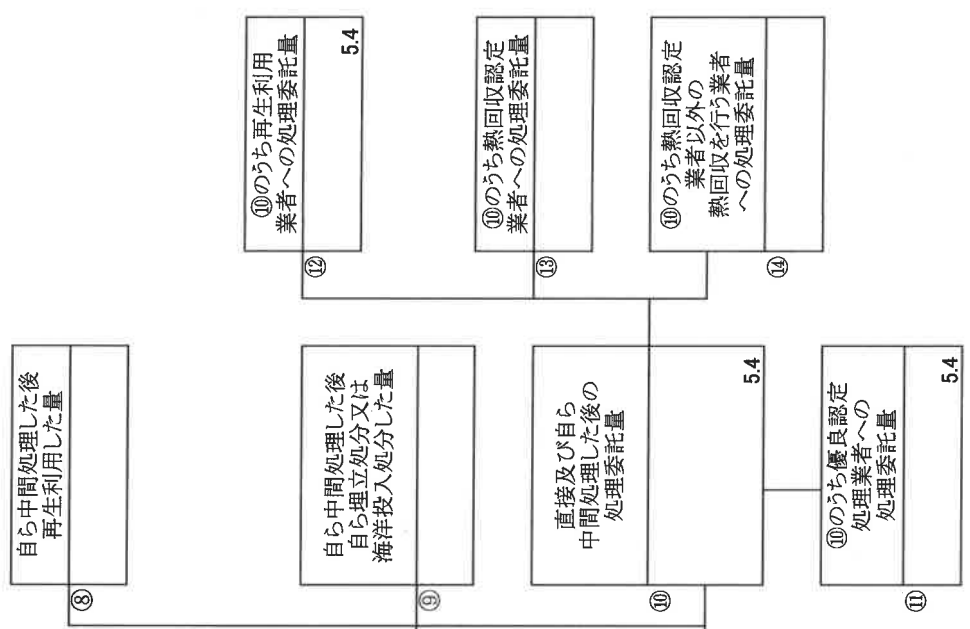 ⑧
自ら中間処理した後
再生利用した量
⑨
自ら中間処理した後
自ら埋立処分又は
海洋投入処分した量
⑩
直接及び自ら
中間処理した後の
処理委託量
5.4
⑪
⑩のうち優良認定
処理業者への
処理委託量
5.4
⑫
⑩のうち再生利用
業者への処理委託量
5.4
⑬
⑩のうち熱回収認定
業者への処理委託量
⑭
⑩のうち熱回収認定
業者以外の
熱回収を行う業者
への処理委託量